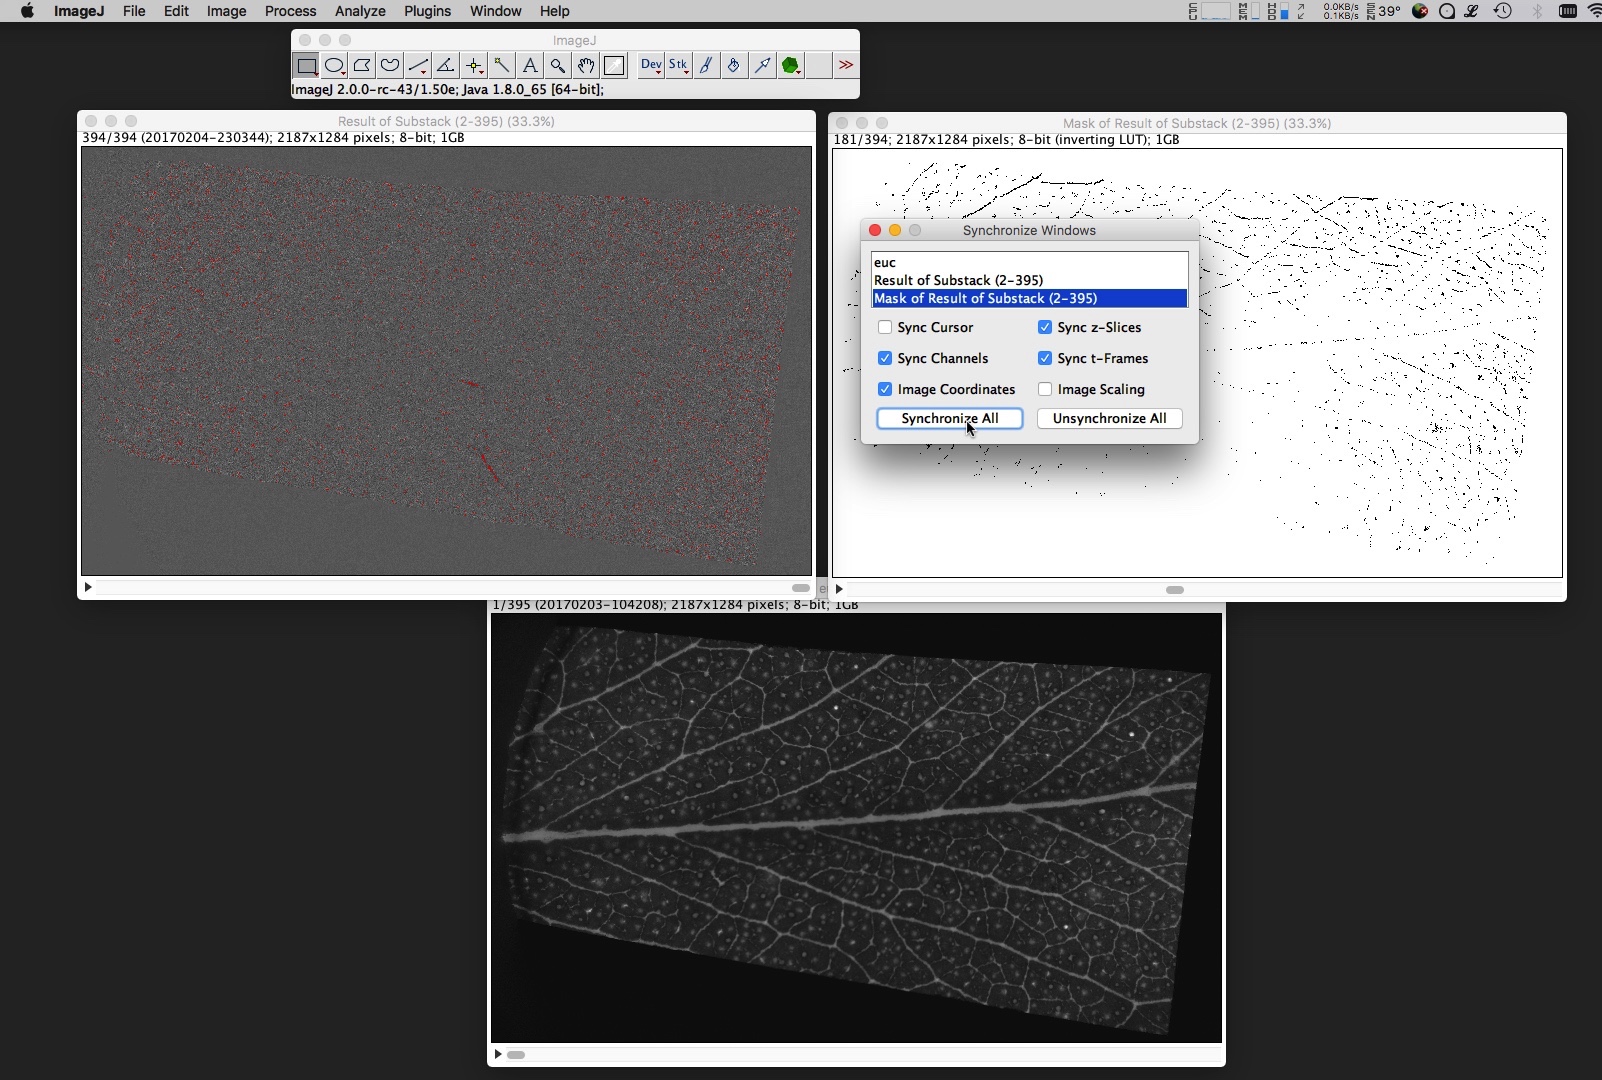 ImageJ File Edit Image Process Analyze Plugins Window Help
CPU MEM HDD 0.0KB/s 0.1KB/s SEN 39°
ImageJ
A Dev Stk >>
ImageJ 2.0.0-rc-43/1.50e; Java 1.8.0_65 [64-bit];
Result of Substack (2-395) (33.3%)
394/394 (20170204-230344); 2187x1284 pixels; 8-bit; 1GB
Mask of Result of Substack (2-395) (33.3%)
181/394; 2187x1284 pixels; 8-bit (inverting LUT); 1GB
Synchronize Windows
euc
Result of Substack (2-395)
Mask of Result of Substack (2-395)
Sync Cursor Sync z-Slices
Sync Channels Sync t-Frames
Image Coordinates Image Scaling
Synchronize All Unsynchronize All
1/395 (20170203-104208); 2187x1284 pixels; 8-bit; 1GB